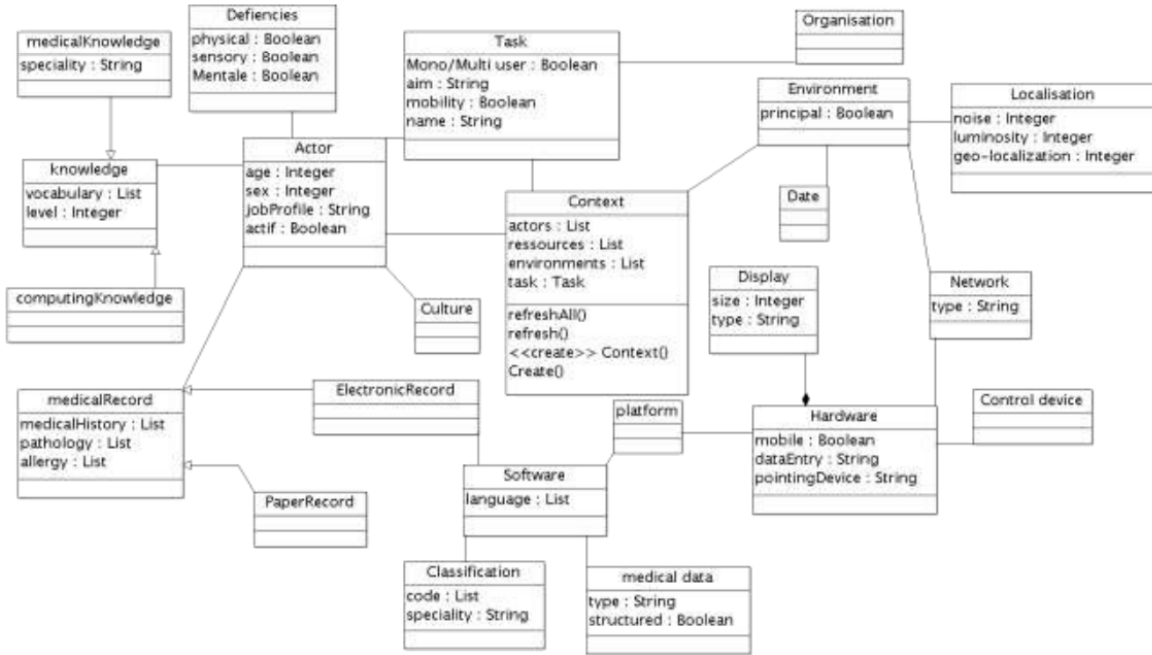 Defiencies
physical : Boolean
sensory : Boolean
Mentale : Boolean
medicalKnowledge
speciality : String
Task
Mono/Multi user : Boolean
aim : String
mobility : Boolean
name : String
Organisation
Environment
principal : Boolean
Localisation
noise : Integer
luminosity : Integer
geo-localization : Integer
knowledge
vocabulary : List
level : Integer
Actor
age : Integer
sex : Integer
jobProfile : String
actif : Boolean
Context
actors : List
ressources : List
environments : List
task : Task
refreshAll()
refresh()
<<create>> Context()
Create()
Date
computingKnowledge
Culture
Display
size : Integer
type : String
Network
type : String
medicalRecord
medicalHistory : List
pathology : List
allergy : List
ElectronicRecord
platform
Hardware
mobile : Boolean
dataEntry : String
pointingDevice : String
Control device
PaperRecord
Software
language : List
Classification
code : List
speciality : String
medical data
type : String
structured : Boolean